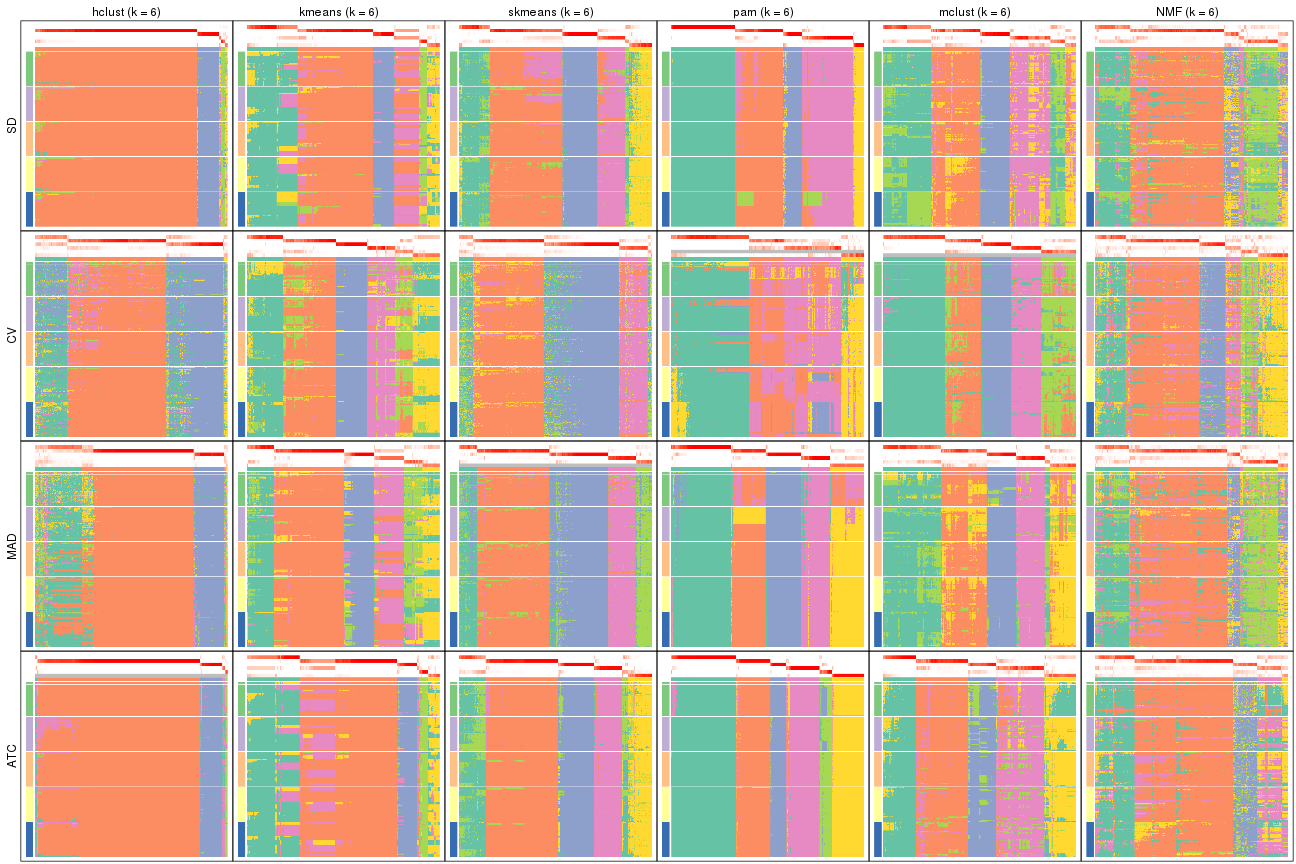 hclust (k = 6) kmeans (k = 6) skmeans (k = 6) pam (k = 6) mclust (k = 6) NMF (k = 6)
SD
CV
MAD
ATC